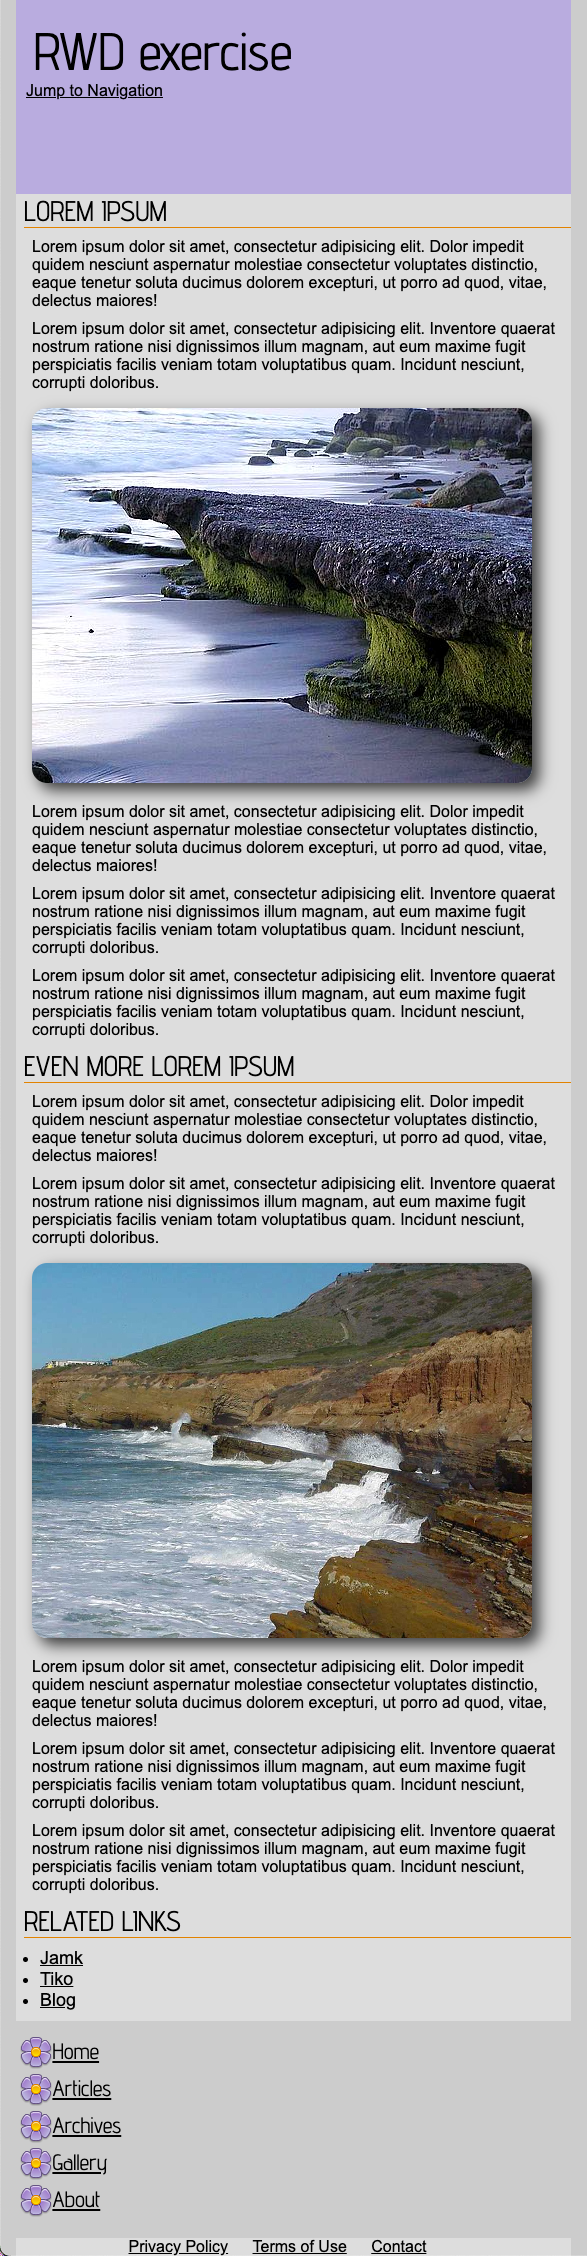 RWD exercise
Jump to Navigation
LOREM IPSUM
Lorem ipsum dolor sit amet, consectetur adipisicing elit. Dolor impedit
quidem nesciunt aspernatur molestiae consectetur voluptates distinctio,
eaque tenetur soluta ducimus dolorem excepturi, ut porro ad quod, vitae,
delectus maiores!
Lorem ipsum dolor sit amet, consectetur adipisicing elit. Inventore quaerat
nostrum ratione nisi dignissimos illum magnam, aut eum maxime fugit
perspiciatis facilis veniam totam voluptatibus quam. Incidunt nesciunt,
corrupti doloribus.
Lorem ipsum dolor sit amet, consectetur adipisicing elit. Dolor impedit
quidem nesciunt aspernatur molestiae consectetur voluptates distinctio,
eaque tenetur soluta ducimus dolorem excepturi, ut porro ad quod, vitae,
delectus maiores!
Lorem ipsum dolor sit amet, consectetur adipisicing elit. Inventore quaerat
nostrum ratione nisi dignissimos illum magnam, aut eum maxime fugit
perspiciatis facilis veniam totam voluptatibus quam. Incidunt nesciunt,
corrupti doloribus.
Lorem ipsum dolor sit amet, consectetur adipisicing elit. Inventore quaerat
nostrum ratione nisi dignissimos illum magnam, aut eum maxime fugit
perspiciatis facilis veniam totam voluptatibus quam. Incidunt nesciunt,
corrupti doloribus.
EVEN MORE LOREM IPSUM
Lorem ipsum dolor sit amet, consectetur adipisicing elit. Dolor impedit
quidem nesciunt aspernatur molestiae consectetur voluptates distinctio,
eaque tenetur soluta ducimus dolorem excepturi, ut porro ad quod, vitae,
delectus maiores!
Lorem ipsum dolor sit amet, consectetur adipisicing elit. Inventore quaerat
nostrum ratione nisi dignissimos illum magnam, aut eum maxime fugit
perspiciatis facilis veniam totam voluptatibus quam. Incidunt nesciunt,
corrupti doloribus.
Lorem ipsum dolor sit amet, consectetur adipisicing elit. Dolor impedit
quidem nesciunt aspernatur molestiae consectetur voluptates distinctio,
eaque tenetur soluta ducimus dolorem excepturi, ut porro ad quod, vitae,
delectus maiores!
Lorem ipsum dolor sit amet, consectetur adipisicing elit. Inventore quaerat
nostrum ratione nisi dignissimos illum magnam, aut eum maxime fugit
perspiciatis facilis veniam totam voluptatibus quam. Incidunt nesciunt,
corrupti doloribus.
Lorem ipsum dolor sit amet, consectetur adipisicing elit. Inventore quaerat
nostrum ratione nisi dignissimos illum magnam, aut eum maxime fugit
perspiciatis facilis veniam totam voluptatibus quam. Incidunt nesciunt,
corrupti doloribus.
RELATED LINKS
• Jamk
• Tiko
• Blog
Home
Articles
Archives
Gallery
About
Privacy Policy Terms of Use Contact